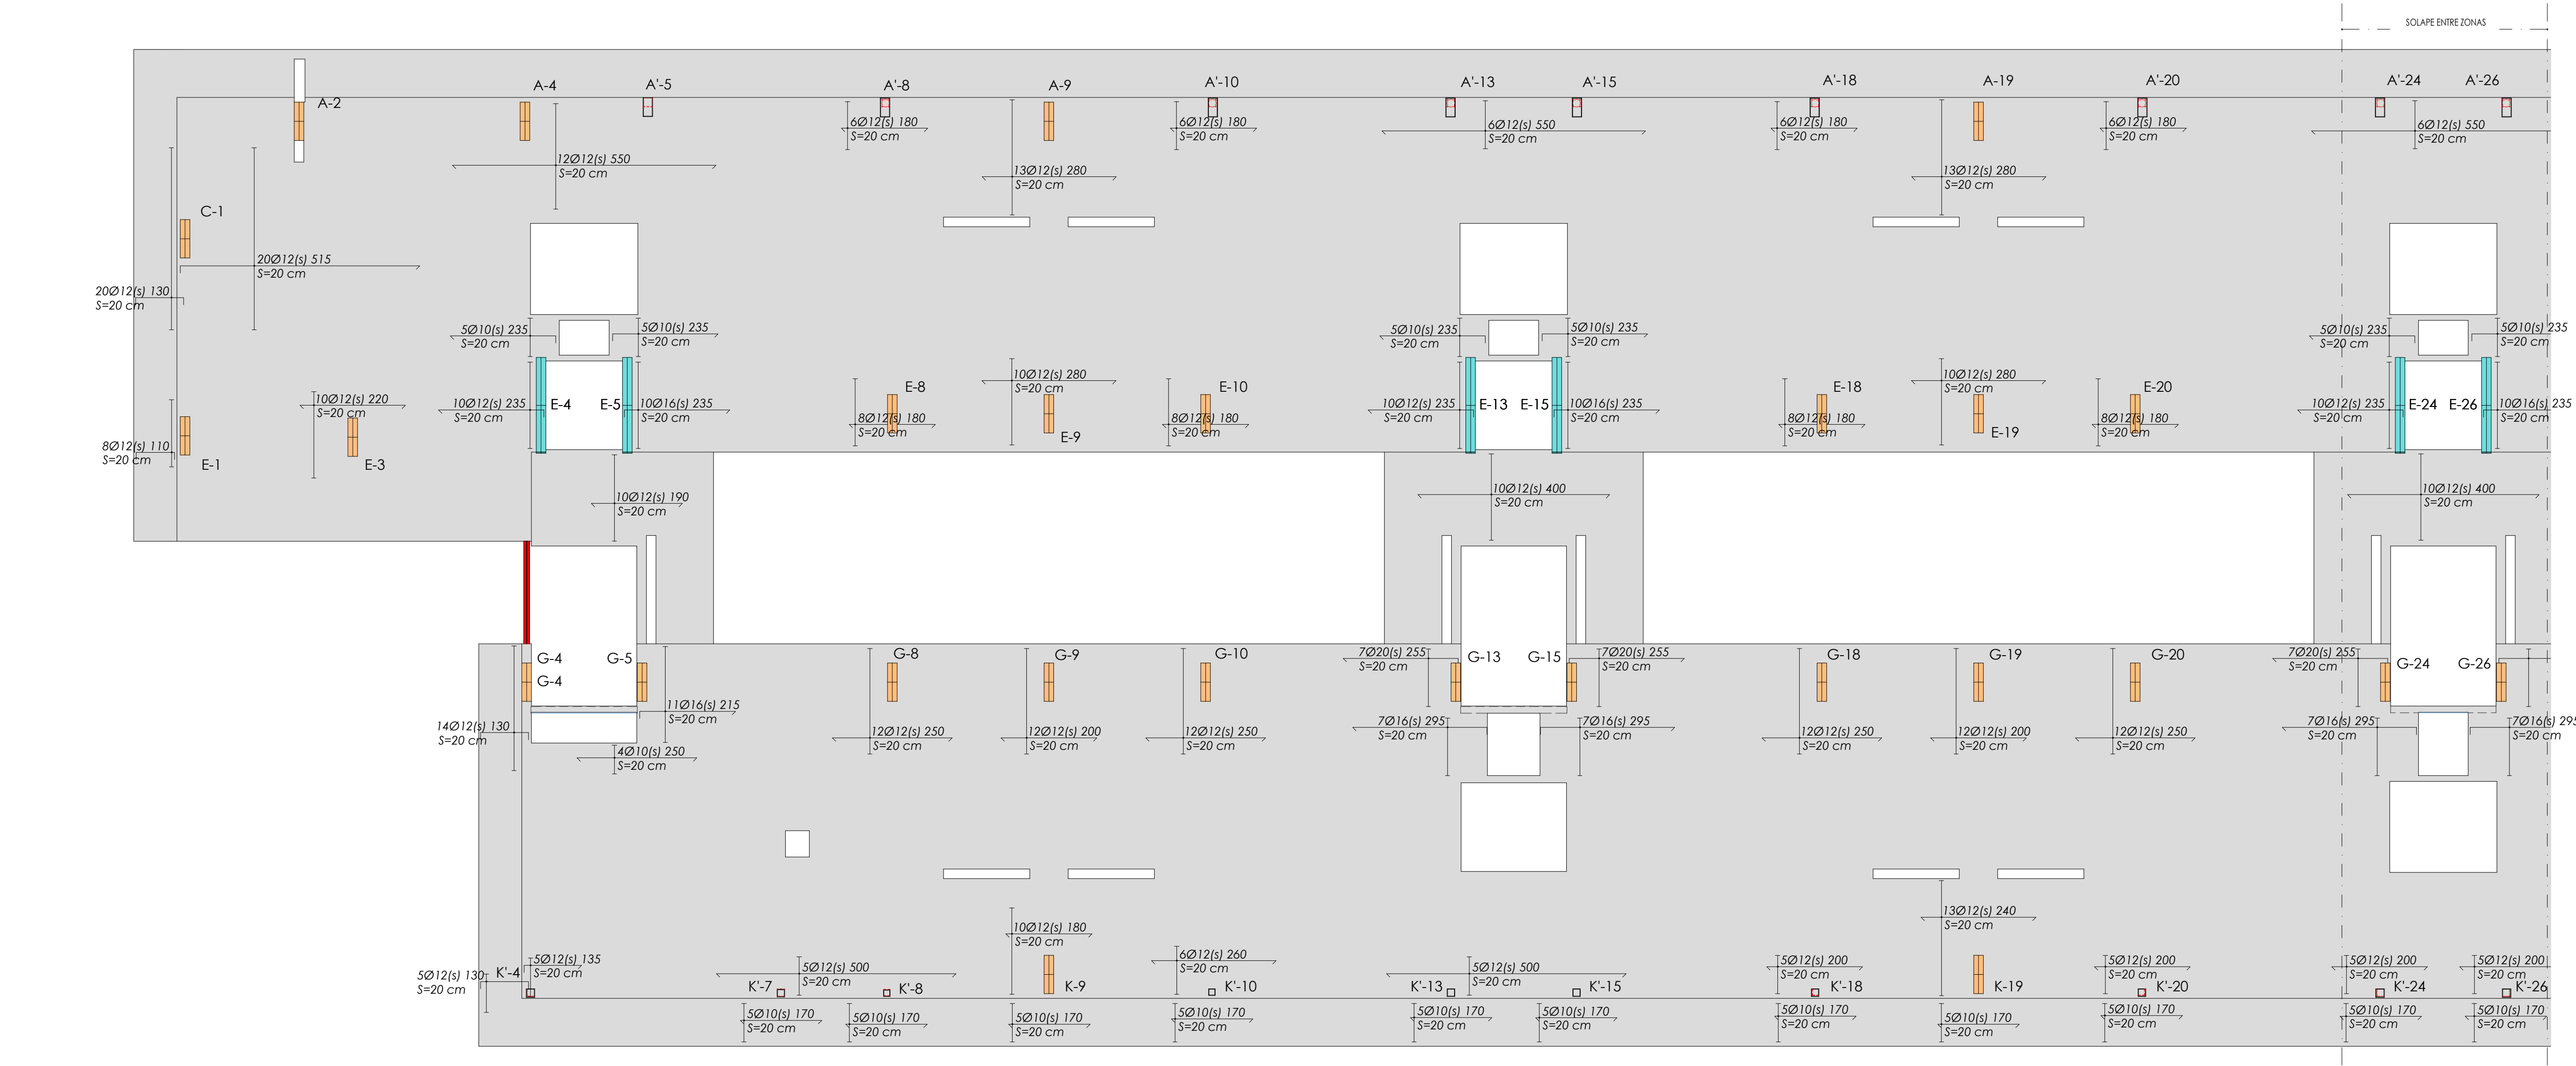 SOLAPE ENTRE ZONAS
A-2
A-4
A'-5
A'-8
A-9
A'-10
A'-13
A'-15
A'-18
A-19
A'-20
A'-24
A'-26
6Ø12(s) 180
S=20 cm
6Ø12(s) 180
S=20 cm
6Ø12(s) 550
S=20 cm
6Ø12(s) 180
S=20 cm
6Ø12(s) 180
S=20 cm
6Ø12(s) 550
S=20 cm
12Ø12(s) 550
S=20 cm
13Ø12(s) 280
S=20 cm
13Ø12(s) 280
S=20 cm
C-1
20Ø12(s) 515
S=20 cm
20Ø12(s) 130
S=20 cm
5Ø10(s) 235
S=20 cm
5Ø10(s) 235
S=20 cm
5Ø10(s) 235
S=20 cm
5Ø10(s) 235
S=20 cm
5Ø10(s) 235
S=20 cm
5Ø10(s) 235
S=20 cm
10Ø12(s) 220
S=20 cm
10Ø12(s) 235
S=20 cm
E-4
E-5
10Ø16(s) 235
S=20 cm
E-8
8Ø12(s) 180
S=20 cm
10Ø12(s) 280
S=20 cm
E-9
E-10
8Ø12(s) 180
S=20 cm
10Ø12(s) 235
S=20 cm
E-13
E-15
10Ø16(s) 235
S=20 cm
E-18
8Ø12(s) 180
S=20 cm
10Ø12(s) 280
S=20 cm
E-19
E-20
8Ø12(s) 180
S=20 cm
10Ø12(s) 235
S=20 cm
E-24
E-26
10Ø16(s) 235
S=20 cm
8Ø12(s) 110
S=20 cm
E-1
E-3
10Ø12(s) 190
S=20 cm
10Ø12(s) 400
S=20 cm
10Ø12(s) 400
S=20 cm
G-4
G-4
G-5
G-8
G-9
G-10
7Ø20(s) 255
S=20 cm
G-13
G-15
7Ø20(s) 255
S=20 cm
G-18
G-19
G-20
7Ø20(s) 255
S=20 cm
G-24
G-26
11Ø16(s) 215
S=20 cm
14Ø12(s) 130
S=20 cm
4Ø10(s) 250
S=20 cm
12Ø12(s) 250
S=20 cm
12Ø12(s) 200
S=20 cm
12Ø12(s) 250
S=20 cm
7Ø16(s) 295
S=20 cm
7Ø16(s) 295
S=20 cm
12Ø12(s) 250
S=20 cm
12Ø12(s) 200
S=20 cm
12Ø12(s) 250
S=20 cm
7Ø16(s) 295
S=20 cm
7Ø16(s) 295
S=20 cm
10Ø12(s) 180
S=20 cm
13Ø12(s) 240
S=20 cm
5Ø12(s) 130
S=20 cm
K'-4
5Ø12(s) 135
S=20 cm
5Ø12(s) 500
S=20 cm
6Ø12(s) 260
S=20 cm
5Ø12(s) 500
S=20 cm
5Ø12(s) 200
S=20 cm
5Ø12(s) 200
S=20 cm
5Ø12(s) 200
S=20 cm
5Ø12(s) 200
S=20 cm
K'-7
K'-8
K-9
K'-10
K'-13
K'-15
K'-18
K-19
K'-20
K'-24
K'-26
5Ø10(s) 170
S=20 cm
5Ø10(s) 170
S=20 cm
5Ø10(s) 170
S=20 cm
5Ø10(s) 170
S=20 cm
5Ø10(s) 170
S=20 cm
5Ø10(s) 170
S=20 cm
5Ø10(s) 170
S=20 cm
5Ø10(s) 170
S=20 cm
5Ø10(s) 170
S=20 cm
5Ø10(s) 170
S=20 cm
5Ø10(s) 170
S=20 cm